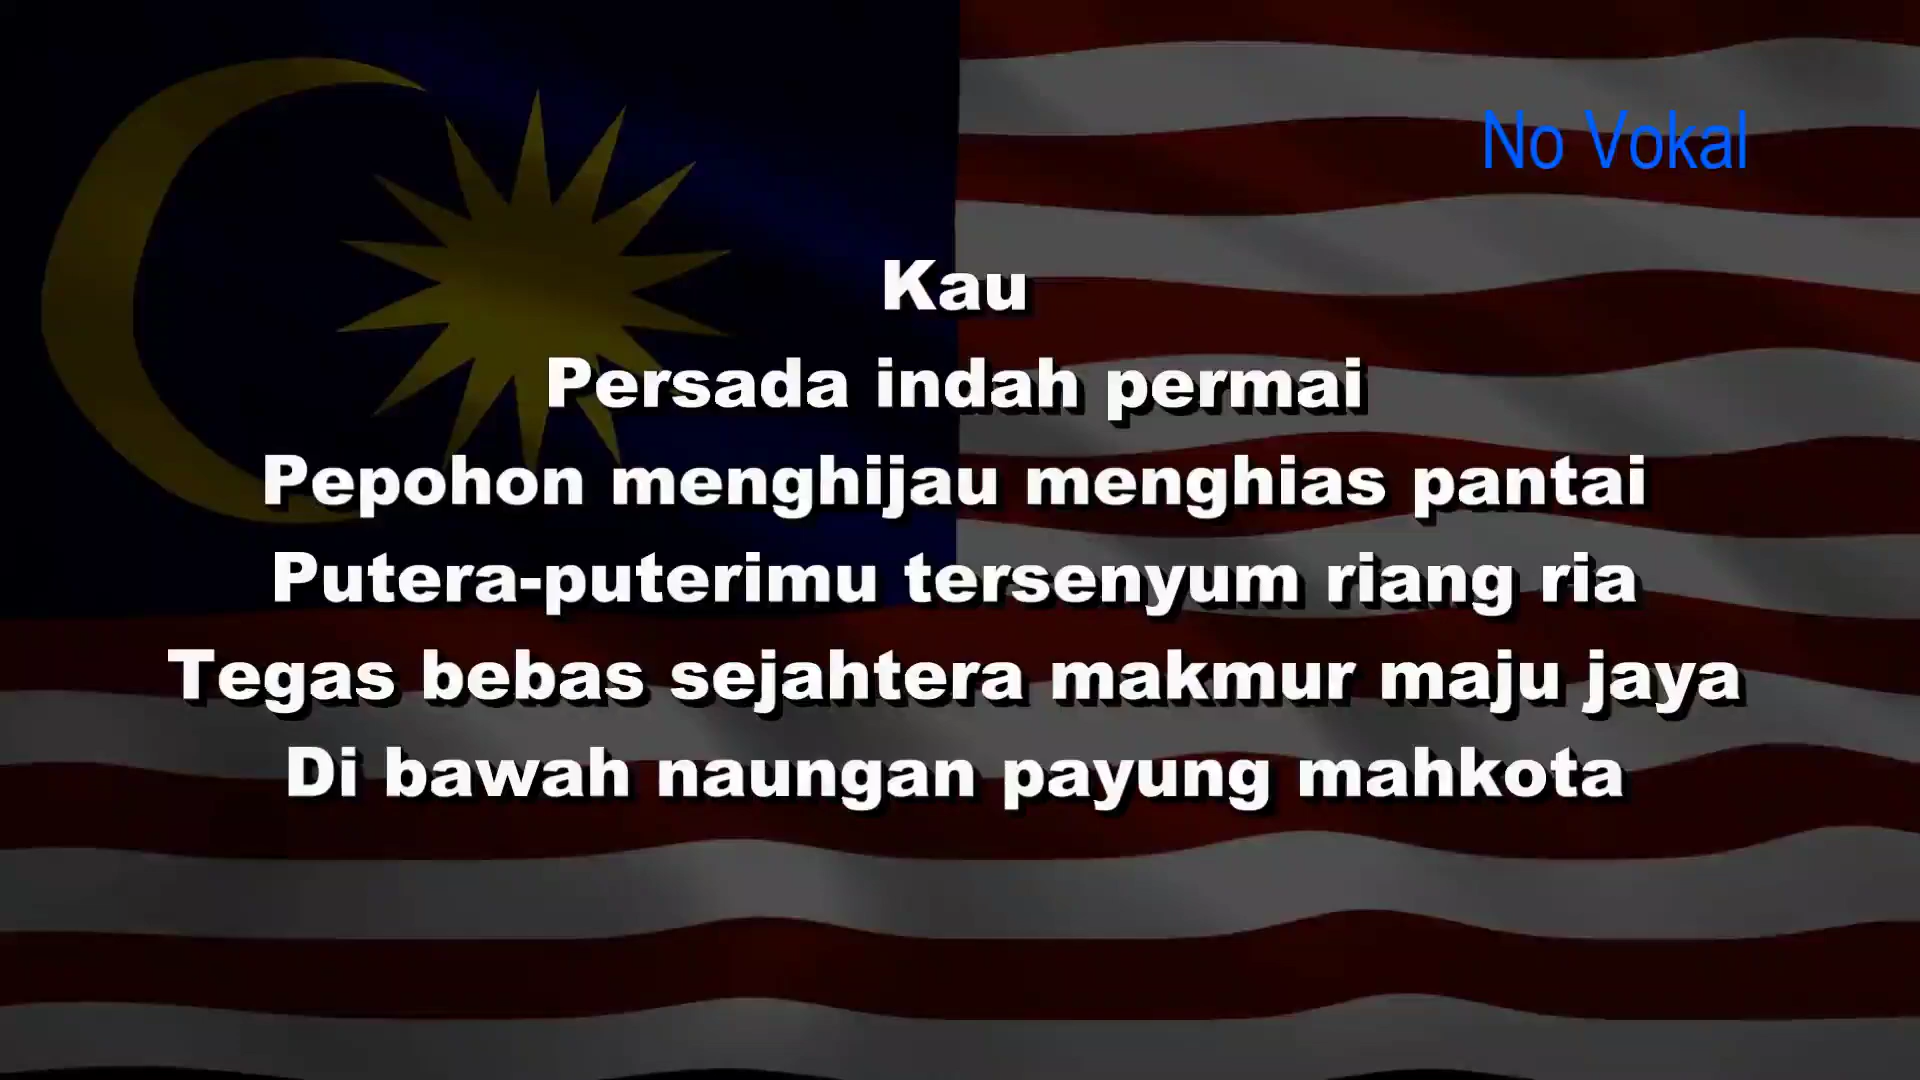 No Vokal
Kau
Persada indah permai
Pepohon menghijau menghias pantai
Putera-puterimu tersenyum riang ria
Tegas bebas sejahtera makmur maju jaya
Di bawah naungan payung mahkota